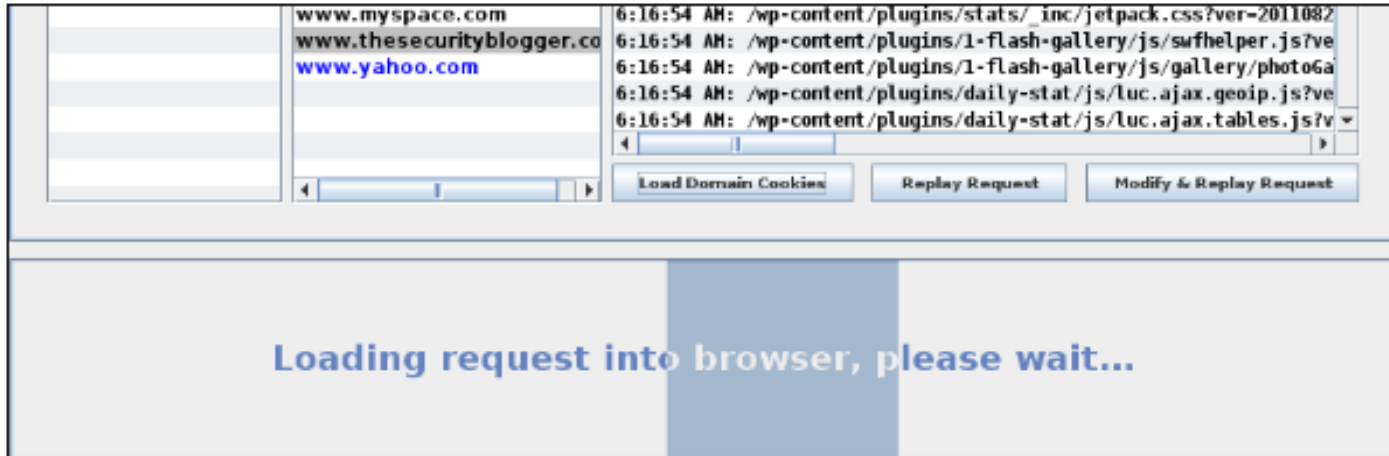 www.myspace.com
www.thesecurityblogger.co
www.yahoo.com
6:16:54 AM: /wp-content/plugins/stats/_inc/jetpack.css?ver=2011082
6:16:54 AM: /wp-content/plugins/1-flash-gallery/js/swfhelper.js?ve
6:16:54 AM: /wp-content/plugins/1-flash-gallery/js/gallery/photoGa
6:16:54 AM: /wp-content/plugins/daily-stat/js/luc.ajax.geoip.js?ve
6:16:54 AM: /wp-content/plugins/daily-stat/js/luc.ajax.tables.js?v
Load Domain Cookies
Replay Request
Modify & Replay Request
Loading request into browser, please wait...